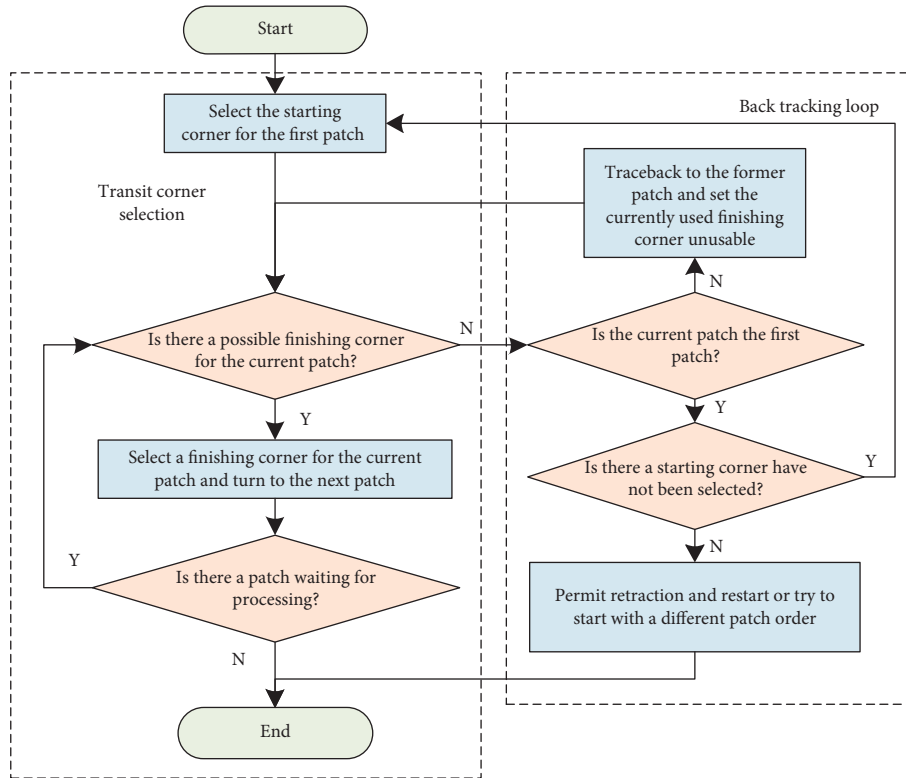 Start
Select the starting
corner for the first patch
Back tracking loop
Transit corner
selection
Traceback to the former
patch and set the
currently used finishing
corner unusable
N
Is there a possible finishing corner
for the current patch?
N
Is the current patch the first
patch?
Y
Y
Select a finishing corner for the current
patch and turn to the next patch
Is there a starting corner have
not been selected?
Y
Y
Is there a patch waiting for
processing?
N
Permit retraction and restart or try to
start with a different patch order
N
End